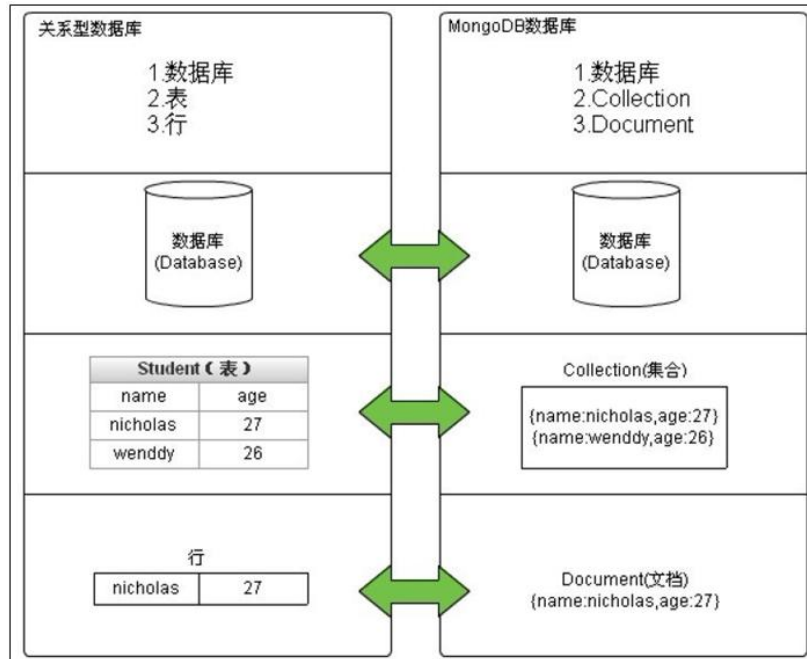 关系型数据库
1.数据库
2.表
3.行
数据库
(Database)
Student（表）
name age
nicholas 27
wenddy 26
行
nicholas 27
MongoDB数据库
1.数据库
2.Collection
3.Document
数据库
(Database)
Collection(集合)
{name:nicholas,age:27}
{name:wenddy,age:26}
Document(文档)
{name:nicholas,age:27}